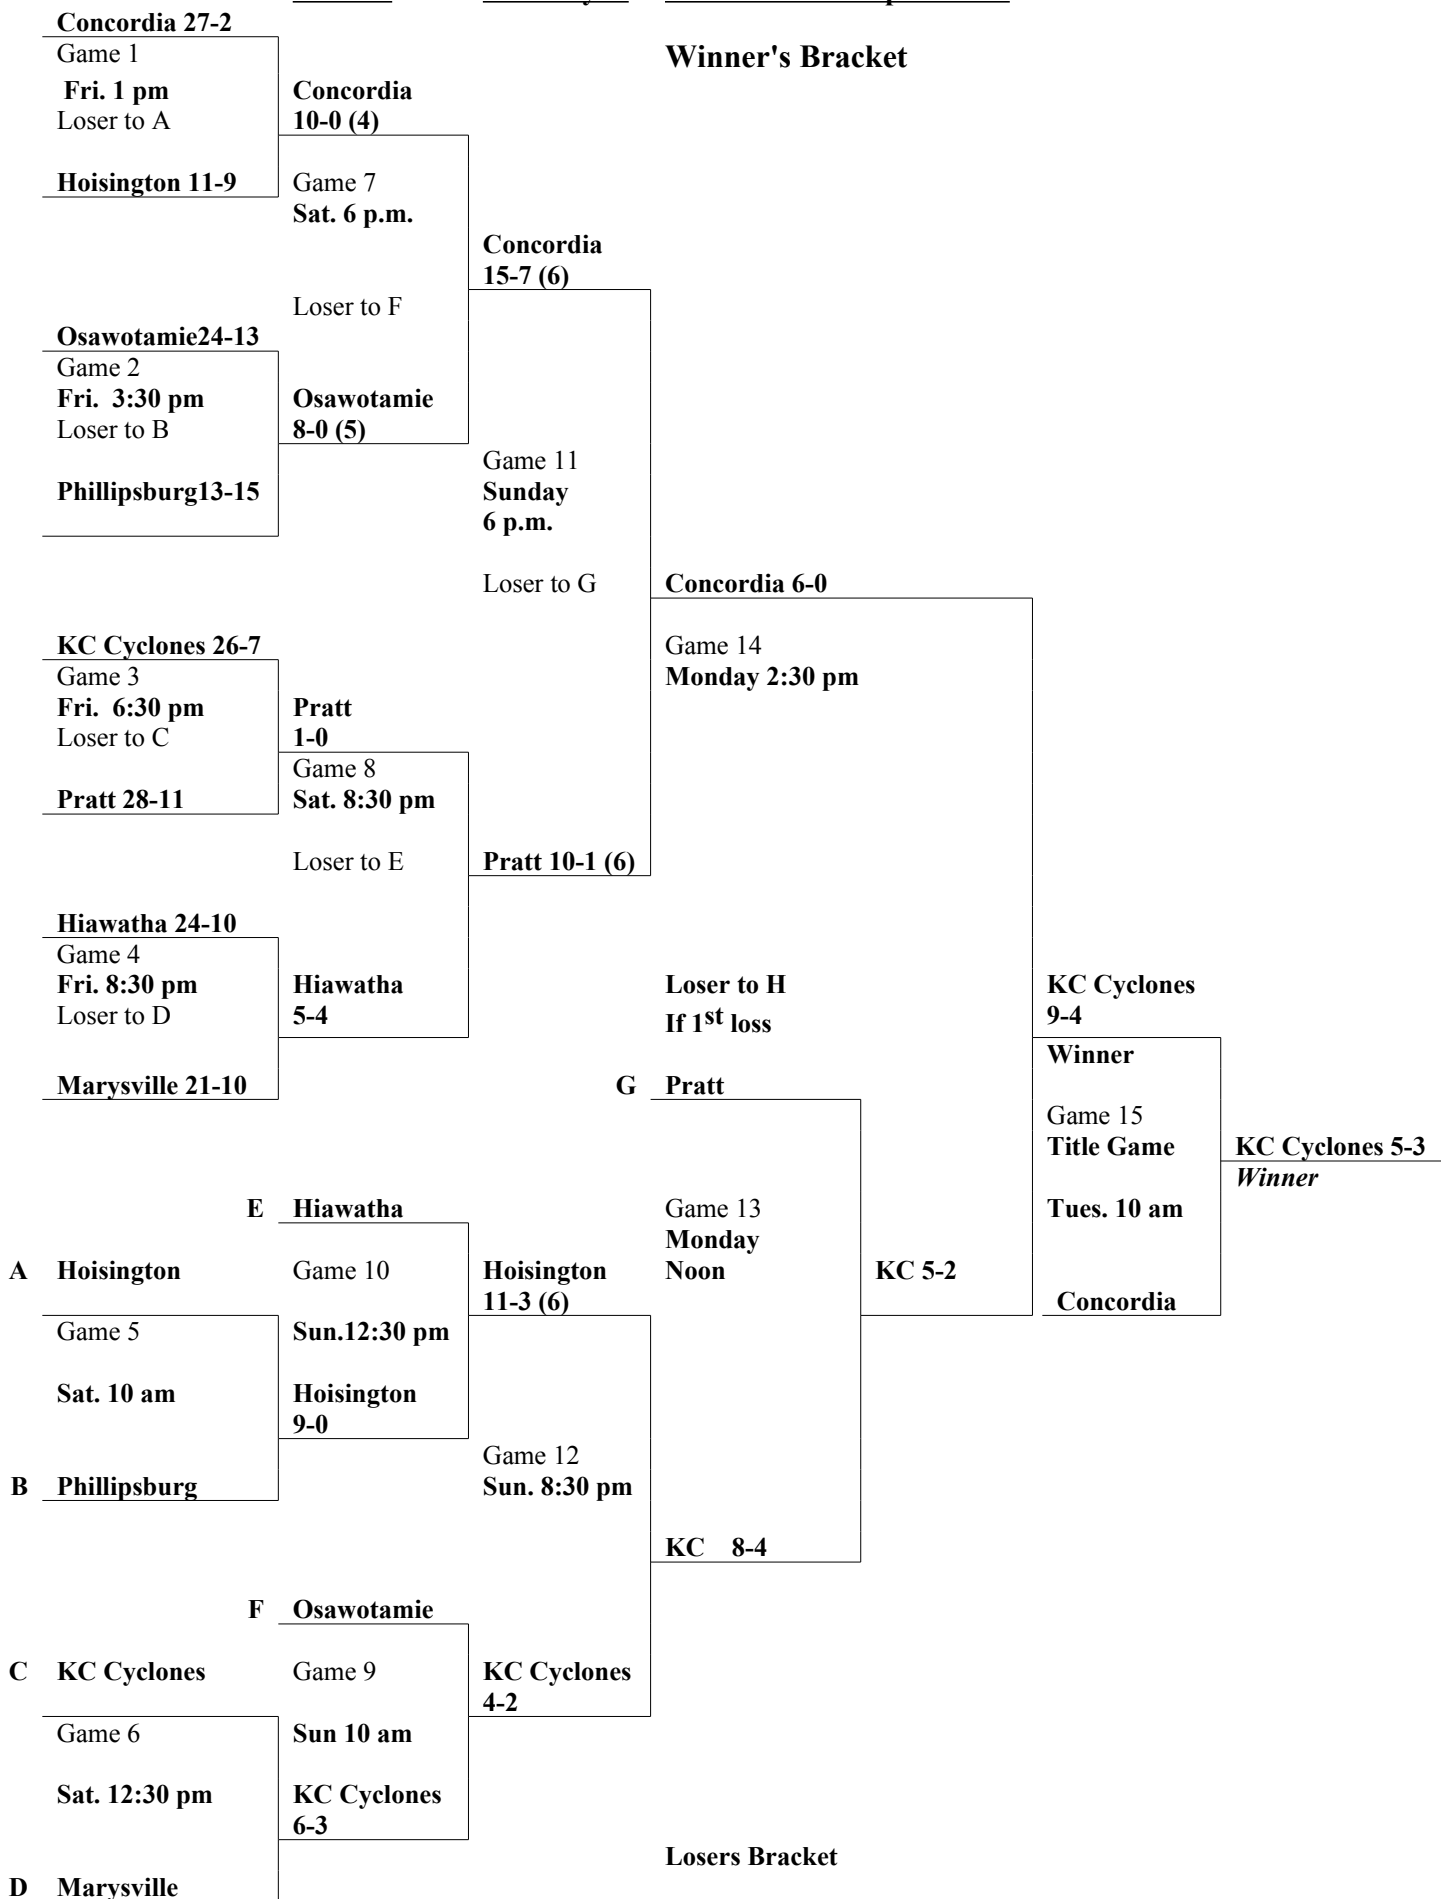 Concordia 27-2
Game 1
Winner's Bracket
Fri. 1 pm
Concordia
Loser to A
10-0 (4)
Hoisington 11-9
Game 7
Sat. 6 p.m.
Concordia
15-7 (6)
Loser to F
Osawotamie24-13
Game 2
Fri.  3:30 pm
Osawotamie
Loser to B
8-0 (5)
Game 11
Phillipsburg13-15
Sunday
6 p.m.
Loser to G
Concordia 6-0
KC Cyclones 26-7
Game 14
Game 3
Monday 2:30 pm
Fri.  6:30 pm
Pratt
Loser to C
1-0
Game 8
Pratt 28-11
Sat. 8:30 pm
Loser to E
Pratt 10-1 (6)
Hiawatha 24-10
Game 4
Fri. 8:30 pm
Hiawatha
Loser to H
KC Cyclones
Loser to D
5-4
If 1st loss
9-4
Winner
Marysville 21-10
G Pratt
Game 15
Title Game
KC Cyclones 5-3
Winner
E Hiawatha
Game 13
Tues. 10 am
Monday
A Hoisington
Game 10
Hoisington
Noon
KC 5-2
11-3 (6)
Concordia
Game 5
Sun.12:30 pm
Sat. 10 am
Hoisington
9-0
Game 12
B Phillipsburg
Sun. 8:30 pm
KC 8-4
F Osawotamie
C KC Cyclones
Game 9
KC Cyclones
4-2
Game 6
Sun 10 am
Sat. 12:30 pm
KC Cyclones
6-3
Losers Bracket
D Marysville